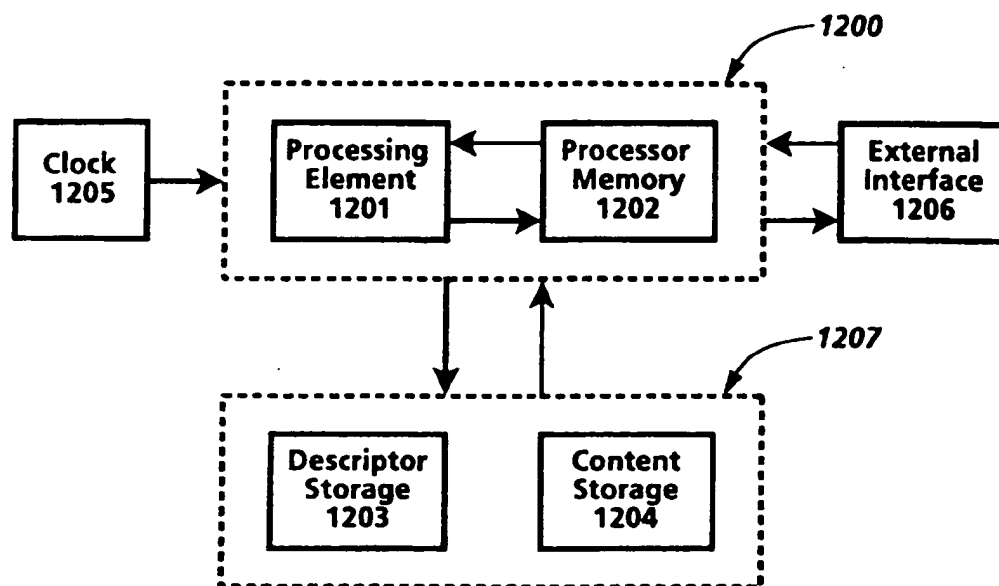 1200
Clock
1205
Processing
Element
1201
Processor
Memory
1202
External
Interface
1206
1207
Descriptor
Storage
1203
Content
Storage
1204